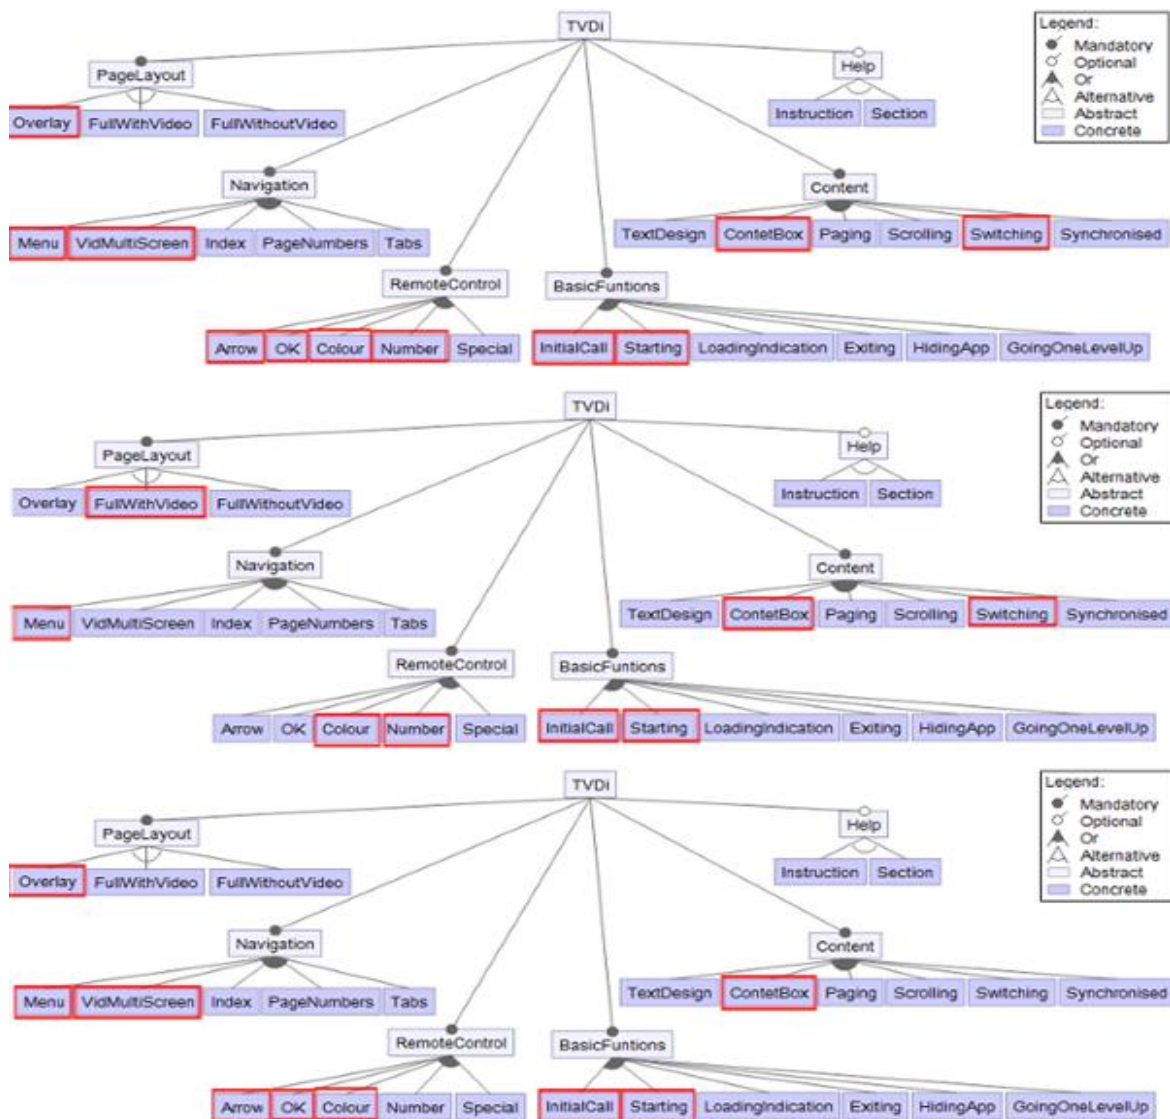 TVDi
Legend:
Mandatory
Optional
Or
Alternative
Abstract
Concrete
PageLayout
Help
Overlay FullWithVideo FullWithoutVideo
Instruction Section
Navigation
Content
Menu VidMultiScreen Index PageNumbers Tabs
TextDesign ContetBox Paging Scrolling Switching Synchronised
RemoteControl
BasicFuntions
Arrow OK Colour Number Special
InitialCall Starting LoadingIndication Exiting HidingApp GoingOneLevelUp
TVDi
Legend:
Mandatory
Optional
Or
Alternative
Abstract
Concrete
PageLayout
Help
Overlay FullWithVideo FullWithoutVideo
Instruction Section
Navigation
Content
Menu VidMultiScreen Index PageNumbers Tabs
TextDesign ContetBox Paging Scrolling Switching Synchronised
RemoteControl
BasicFuntions
Arrow OK Colour Number Special
InitialCall Starting LoadingIndication Exiting HidingApp GoingOneLevelUp
TVDi
Legend:
Mandatory
Optional
Or
Alternative
Abstract
Concrete
PageLayout
Help
Overlay FullWithVideo FullWithoutVideo
Instruction Section
Navigation
Content
Menu VidMultiScreen Index PageNumbers Tabs
TextDesign ContetBox Paging Scrolling Switching Synchronised
RemoteControl
BasicFuntions
Arrow OK Colour Number Special
InitialCall Starting LoadingIndication Exiting HidingApp GoingOneLevelUp